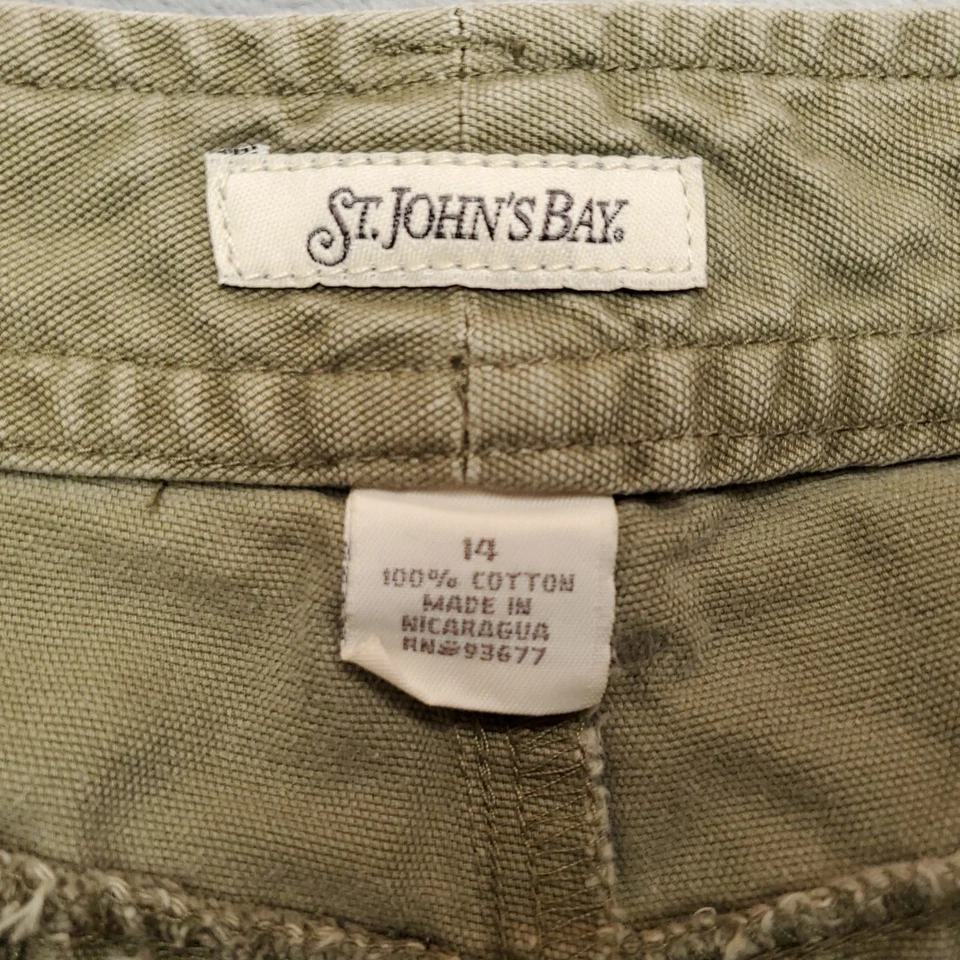 ST. JOHN'S BAY®
14
100% COTTON
MADE IN
NICARAGUA
RN#93677